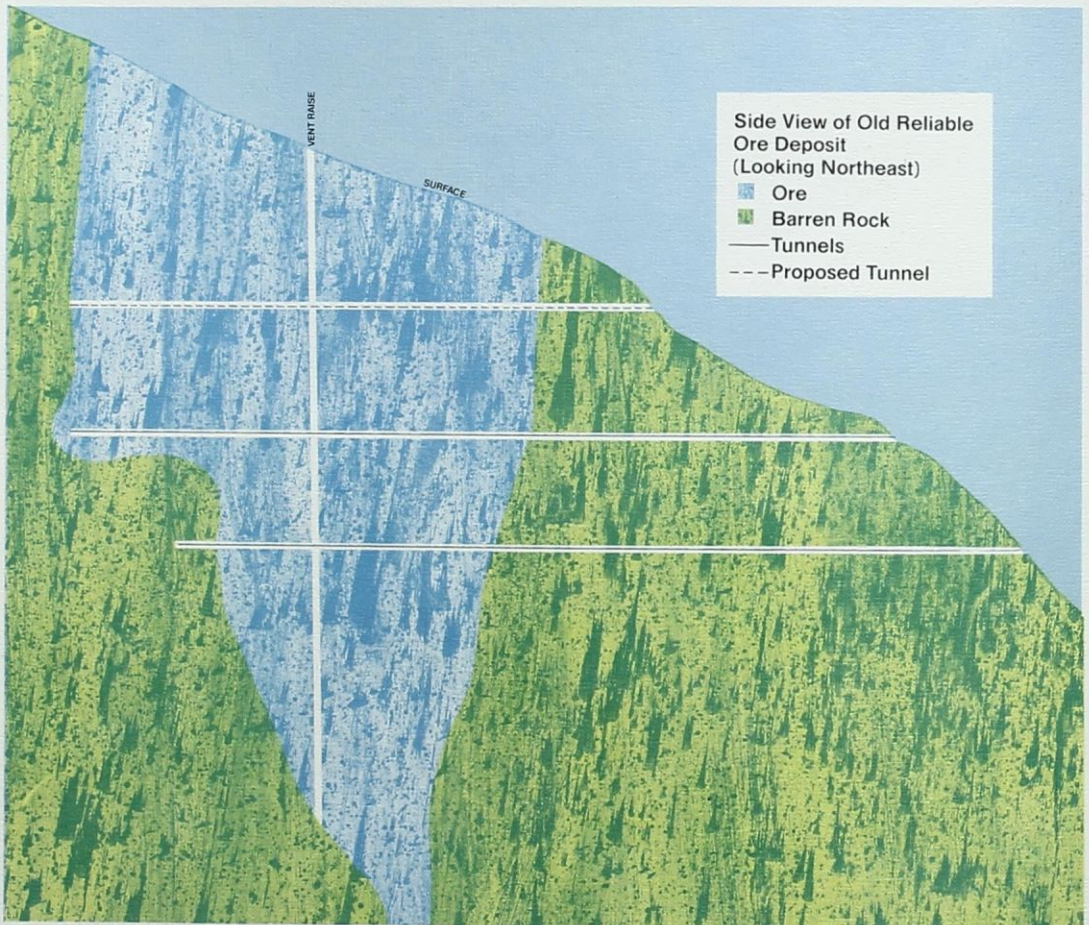 VENT RAISE
SURFACE
Side View of Old Reliable
Ore Deposit
(Looking Northeast)
Ore
Barren Rock
Tunnels
Proposed Tunnel